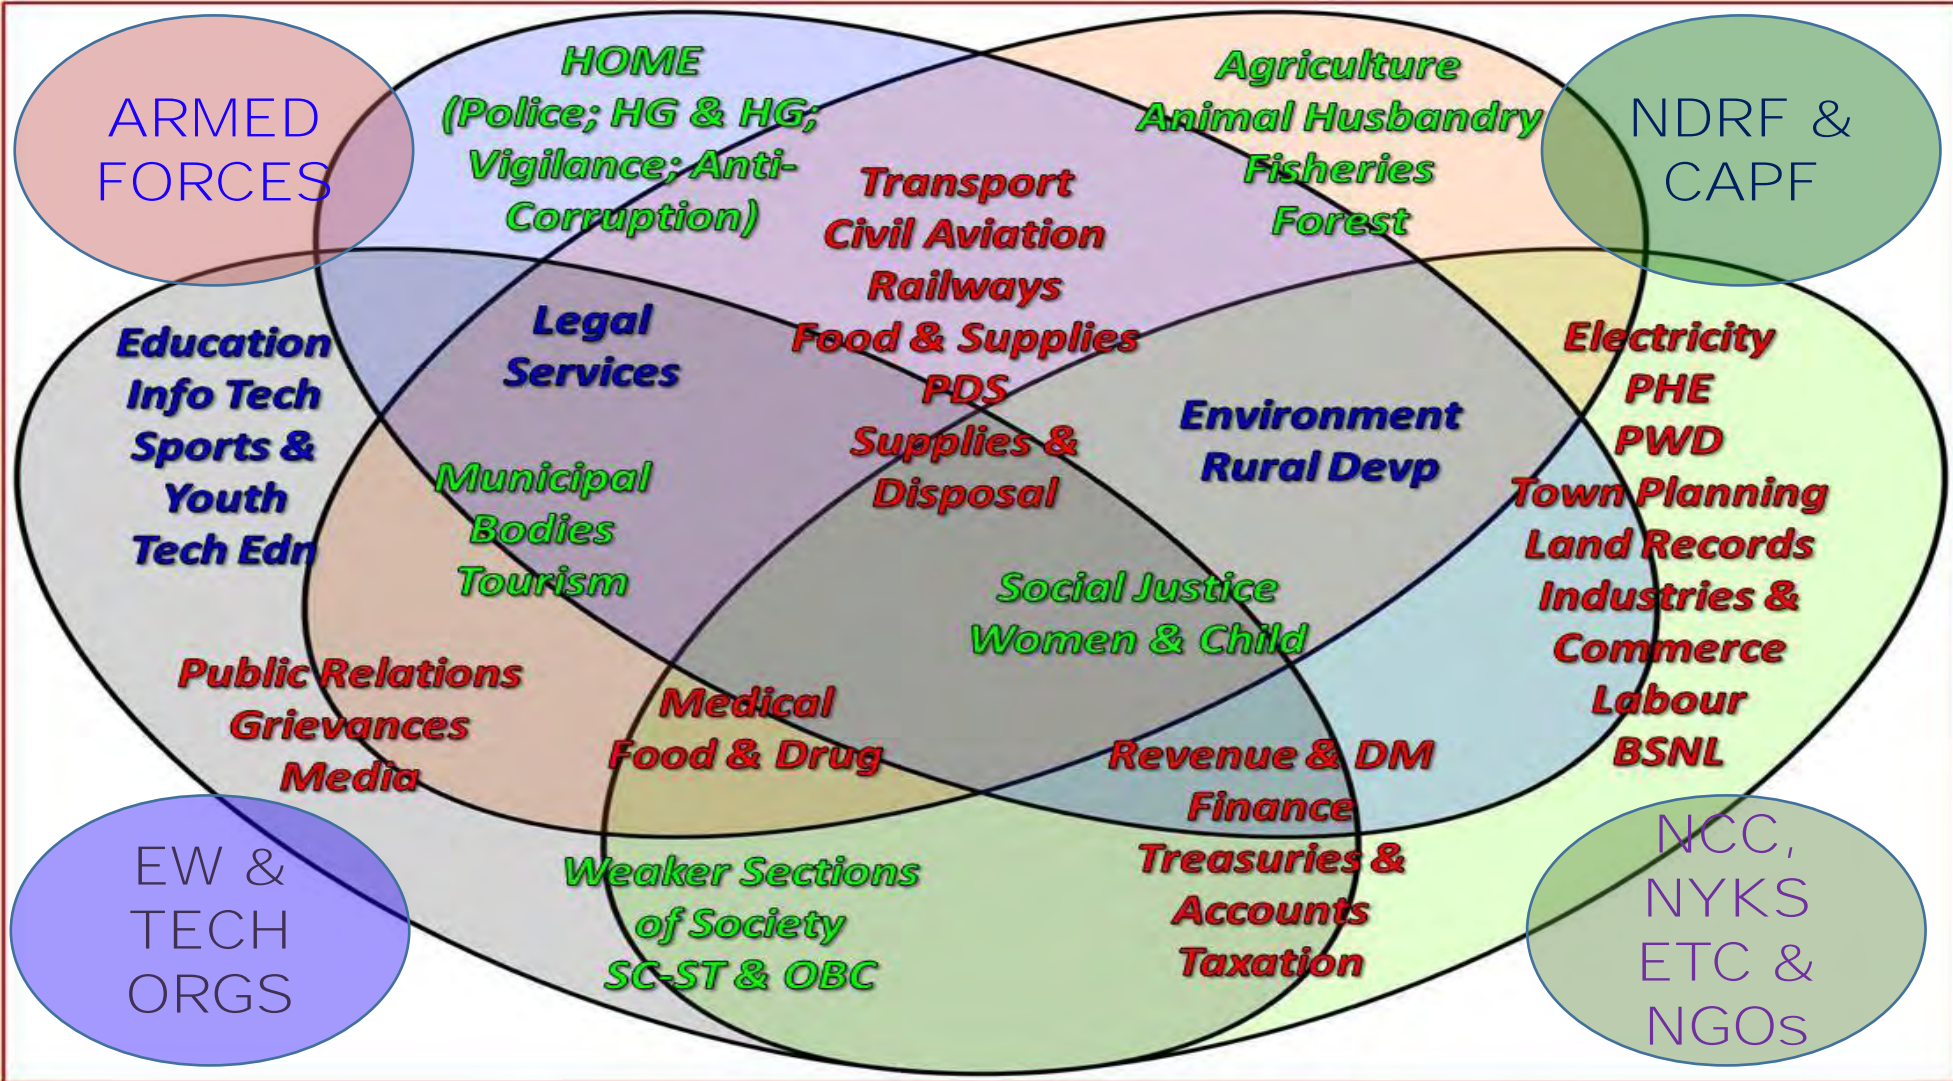 ARMED
FORCES
HOME
(Police; HG & HG;
Vigilance; Anti-
Corruption)
Agriculture
Animal Husbandry
Fisheries
Forest
NDRF &
CAPF
Transport
Civil Aviation
Railways
Food & Supplies
PDS
Supplies &
Disposal
Education
Info Tech
Sports &
Youth
Tech Edn
Legal
Services
Municipal
Bodies
Tourism
Environment
Rural Devp
Electricity
PHE
PWD
Town Planning
Land Records
Industries &
Commerce
Labour
BSNL
Social Justice
Women & Child
Public Relations
Grievances
Media
Medical
Food & Drug
Revenue & DM
Finance
Treasuries &
Accounts
Taxation
Weaker Sections
of Society
SC-ST & OBC
EW &
TECH
ORGS
NCC,
NYKS
ETC &
NGOs